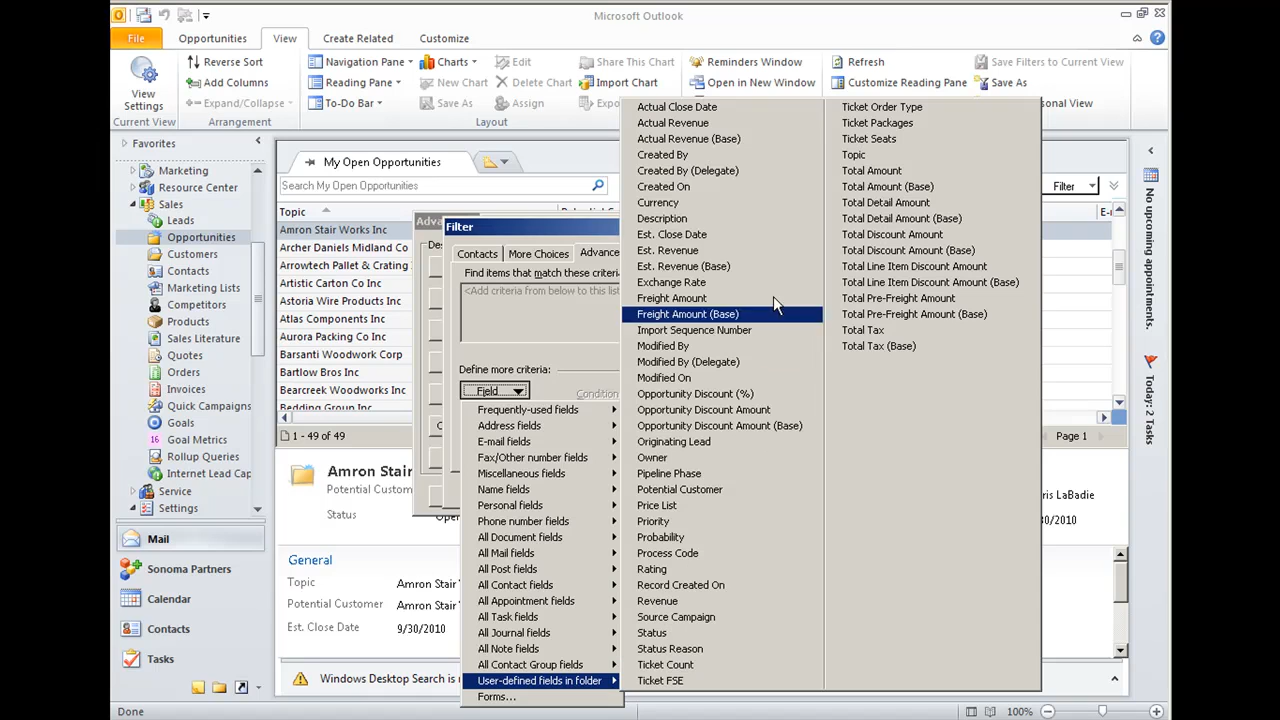 Microsoft Outlook
File
Opportunities
View
Create Related
Customize
View
Settings
Current View
Reverse Sort
Add Columns
Expand/Collapse
Arrangement
Navigation Pane
Reading Pane
To-Do Bar
Charts
New Chart
Save As
Edit
Delete Chart
Assign
Layout
Share This Chart
Import Chart
Reminders Window
Open in New Window
Refresh
Customize Reading Pane
Save Filters to Current View
Save As
Favorites
Marketing
Resource Center
Sales
Leads
Opportunities
Customers
Contacts
Marketing Lists
Competitors
Products
Sales Literature
Quotes
Orders
Invoices
Quick Campaigns
Goals
Goal Metrics
Rollup Queries
Internet Lead Cap
Service
Settings
Mail
Sonoma Partners
Calendar
Contacts
Tasks
My Open Opportunities
Search My Open Opportunities
Filter
Topic
Amron Stair Works Inc
Archer Daniels Midland Co
Arrowtech Pallet & Crating
Artistic Carton Co Inc
Astoria Wire Products Inc
Atlas Components Inc
Aurora Packing Inc
Barsanti Woodwork Corp
Bearcreek Woodworks Inc
Bedding Group Inc
1 - 49 of 49
Page 1
Amron Stair
Potential Custom
Status
General
Topic
Amron Stair
Potential Customer
Amron Stair
Est. Close Date
9/30/2010
Windows Desktop Search is
Filter
Contacts
More Choices
Advance
Find items that match these criteria
<Add criteria from below to this list
Define more criteria:
Field
Condition
Frequently-used fields
Address fields
E-mail fields
Fax/Other number fields
Miscellaneous fields
Name fields
Personal fields
Phone number fields
All Document fields
All Mail fields
All Post fields
All Contact fields
All Appointment fields
All Task fields
All Journal fields
All Note fields
All Contact Group fields
User-defined fields in folder
Forms...
Actual Close Date
Actual Revenue
Actual Revenue (Base)
Created By
Created By (Delegate)
Created On
Currency
Description
Est. Close Date
Est. Revenue
Est. Revenue (Base)
Exchange Rate
Freight Amount
Freight Amount (Base)
Import Sequence Number
Modified By
Modified By (Delegate)
Modified On
Opportunity Discount (%)
Opportunity Discount Amount
Opportunity Discount Amount (Base)
Originating Lead
Owner
Pipeline Phase
Potential Customer
Price List
Priority
Probability
Process Code
Rating
Record Created On
Revenue
Source Campaign
Status
Status Reason
Ticket Count
Ticket FSE
Ticket Order Type
Ticket Packages
Ticket Seats
Topic
Total Amount
Total Amount (Base)
Total Detail Amount
Total Detail Amount (Base)
Total Discount Amount
Total Discount Amount (Base)
Total Line Item Discount Amount
Total Line Item Discount Amount (Base)
Total Pre-Freight Amount
Total Pre-Freight Amount (Base)
Total Tax
Total Tax (Base)
No upcoming appointments.
Today: 2 Tasks
Done
100%